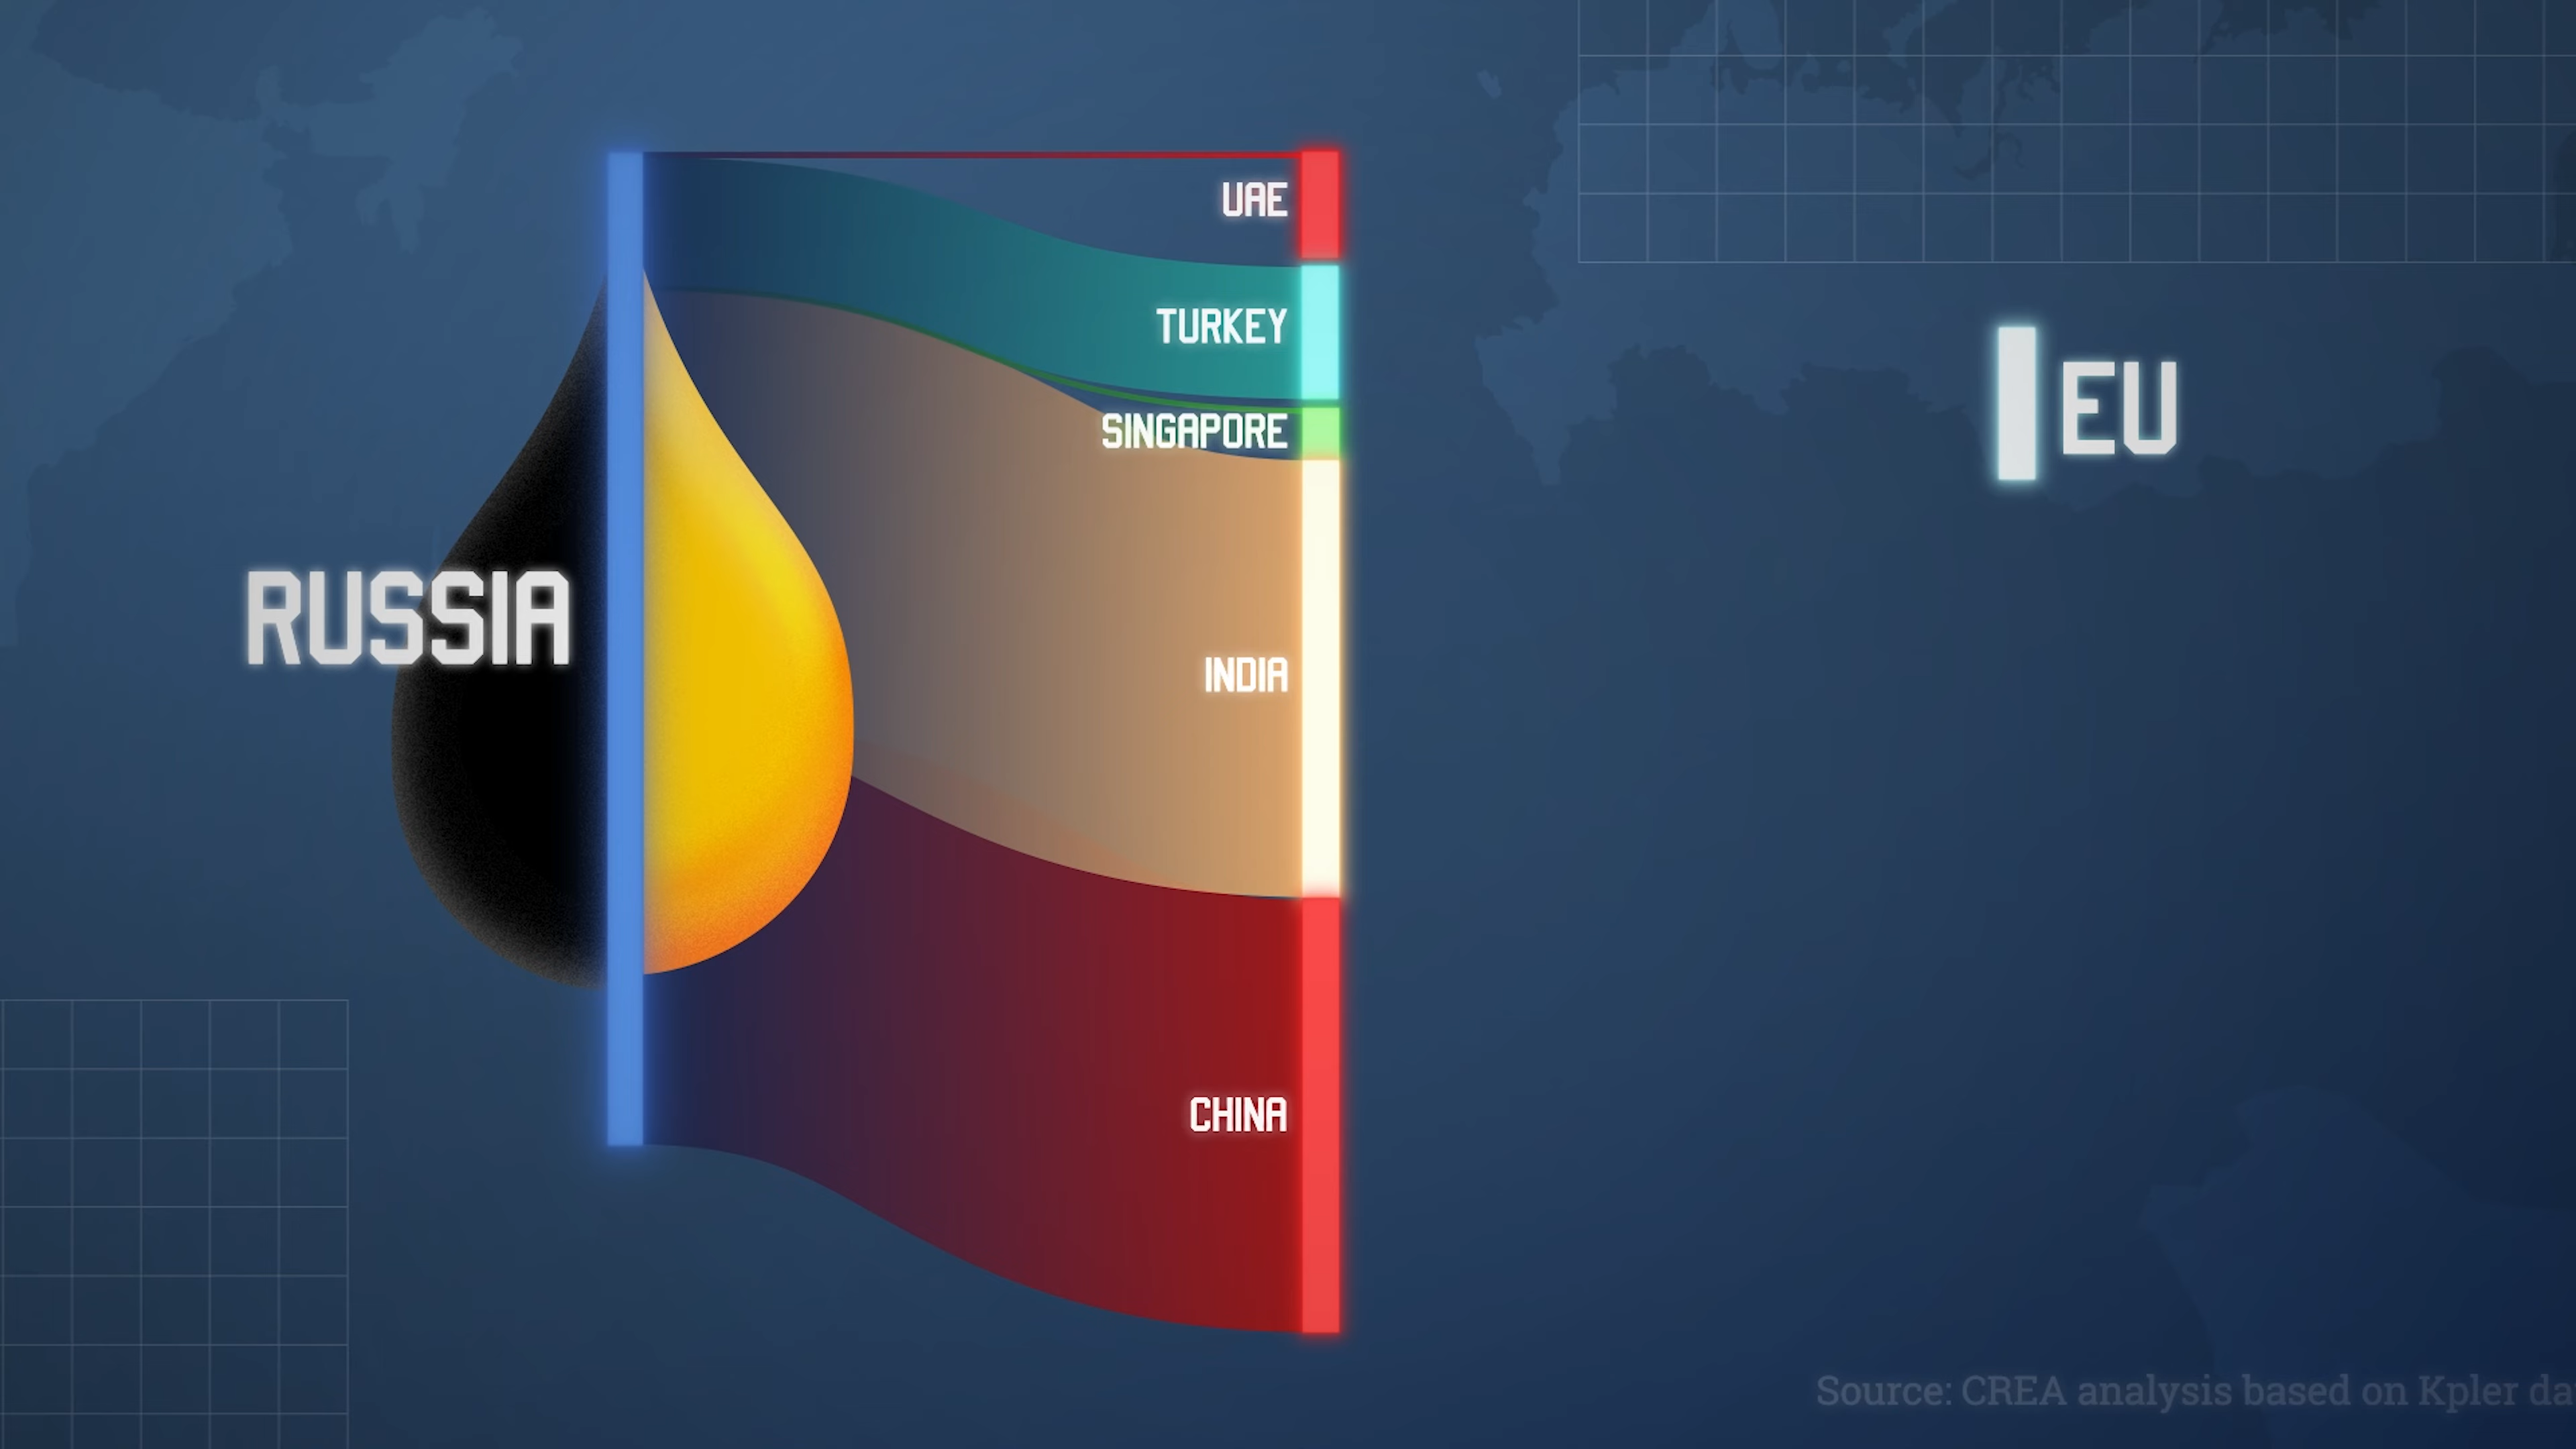 UAE
TURKEY
EU
SINGAPORE
RUSSIA
INDIA
CHINA
Source: CREA analysis based on Kpler